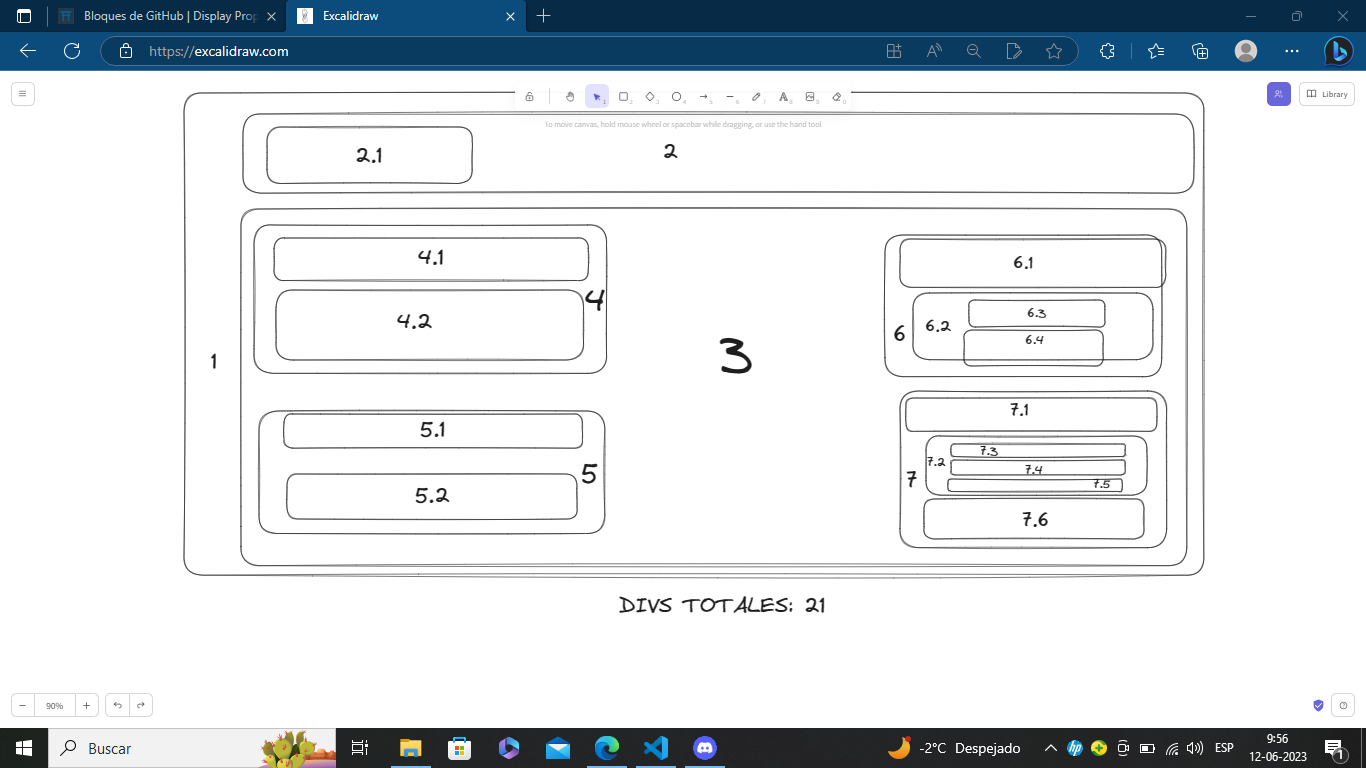 Bloques de GitHub | Display Prop
Excalidraw
https://excalidraw.com
Library
To move canvas, hold mouse wheel or spacebar while dragging, or use the hand tool
2.1
2
4.1
4.2
4
1
3
6.1
6
6.2
6.3
6.4
5.1
5.2
5
7.1
7
7.2
7.3
7.4
7.5
7.6
DIVS TOTALES: 21
90%
Buscar
-2°C Despejado
ESP
9:56
12-06-2023
1